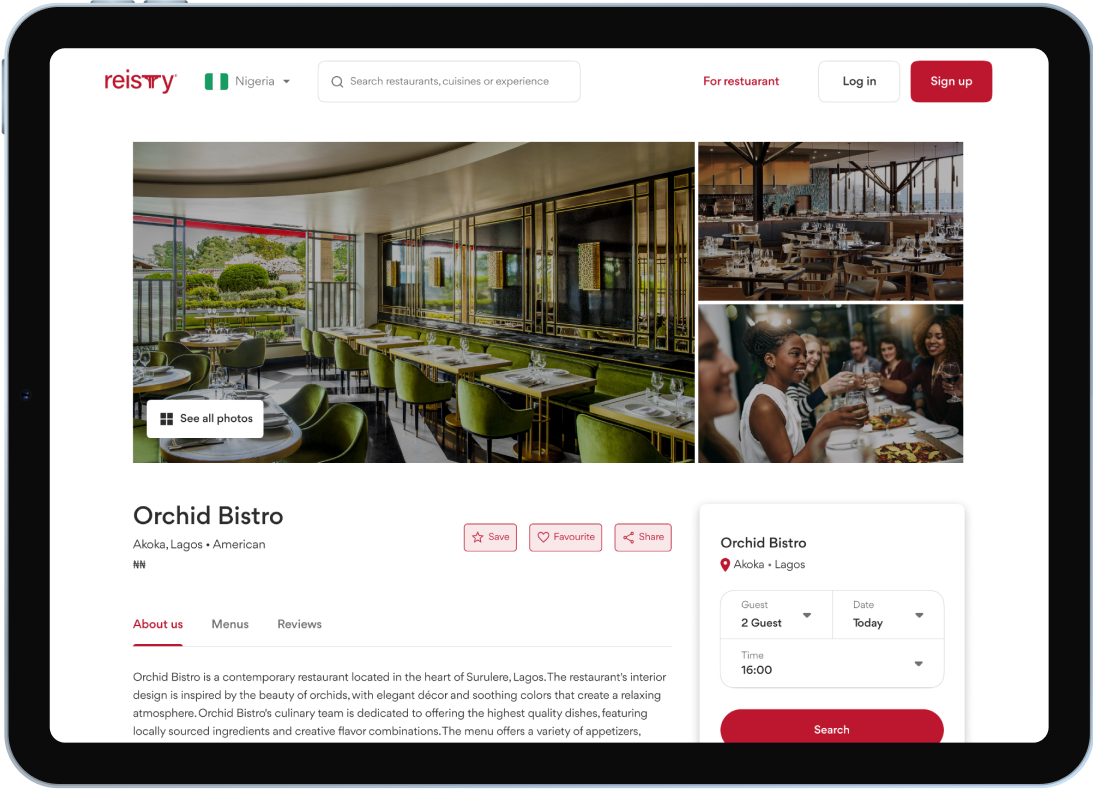 reistty
Nigeria
Search restaurants, cuisines or experience
For restuarant
Log in
Sign up
See all photos
Orchid Bistro
Akoka, Lagos • American
₦₦
Save
Favourite
Share
About us
Menus
Reviews
Orchid Bistro is a contemporary restaurant located in the heart of Surulere, Lagos. The restaurant's interior
design is inspired by the beauty of orchids, with elegant décor and soothing colors that create a relaxing
atmosphere. Orchid Bistro's culinary team is dedicated to offering the highest quality dishes, featuring
locally sourced ingredients and creative flavor combinations. The menu offers a variety of appetizers,
Orchid Bistro
Akoka • Lagos
Guest
2 Guest
Date
Today
Time
16:00
Search